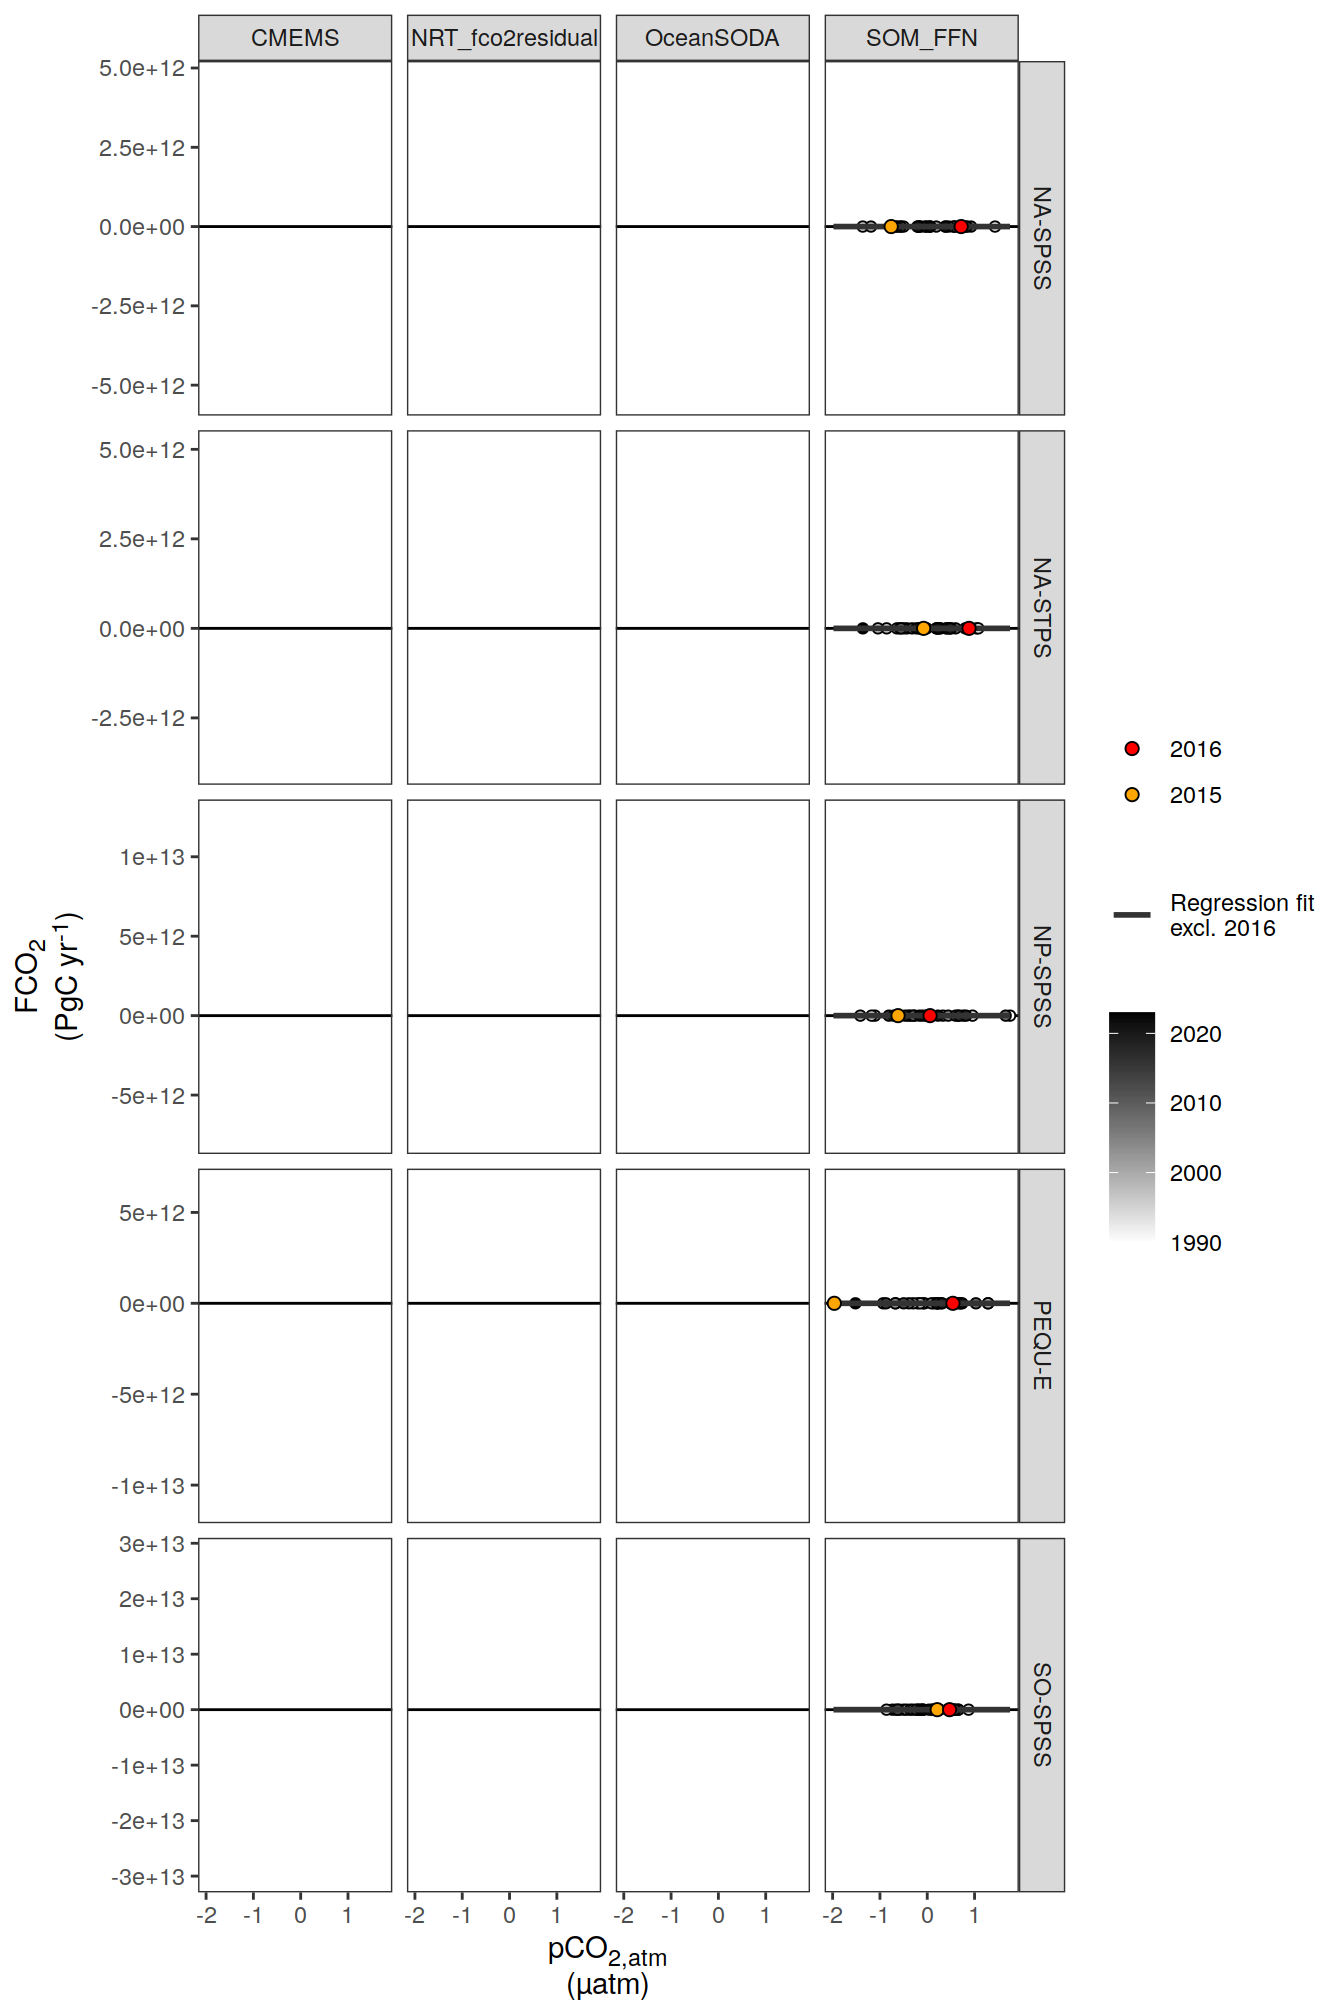 CMEMS NRT_fco2residual OceanSODA SOM_FFN
5.0e+12
2.5e+12
0.0e+00
-2.5e+12
-5.0e+12
NA-SPSS
5.0e+12
2.5e+12
0.0e+00
-2.5e+12
NA-STPS
1e+13
5e+12
0e+00
-5e+12
NP-SPSS
5e+12
0e+00
-5e+12
-1e+13
PEQU-E
3e+13
2e+13
1e+13
0e+00
-1e+13
-2e+13
-3e+13
SO-SPSS
-2 -1 0 1 -2 -1 0 1 -2 -1 0 1 -2 -1 0 1
pCO2,atm
(µatm)
FCO2
(PgC yr-1)
2016
2015
Regression fit
excl. 2016
2020
2010
2000
1990